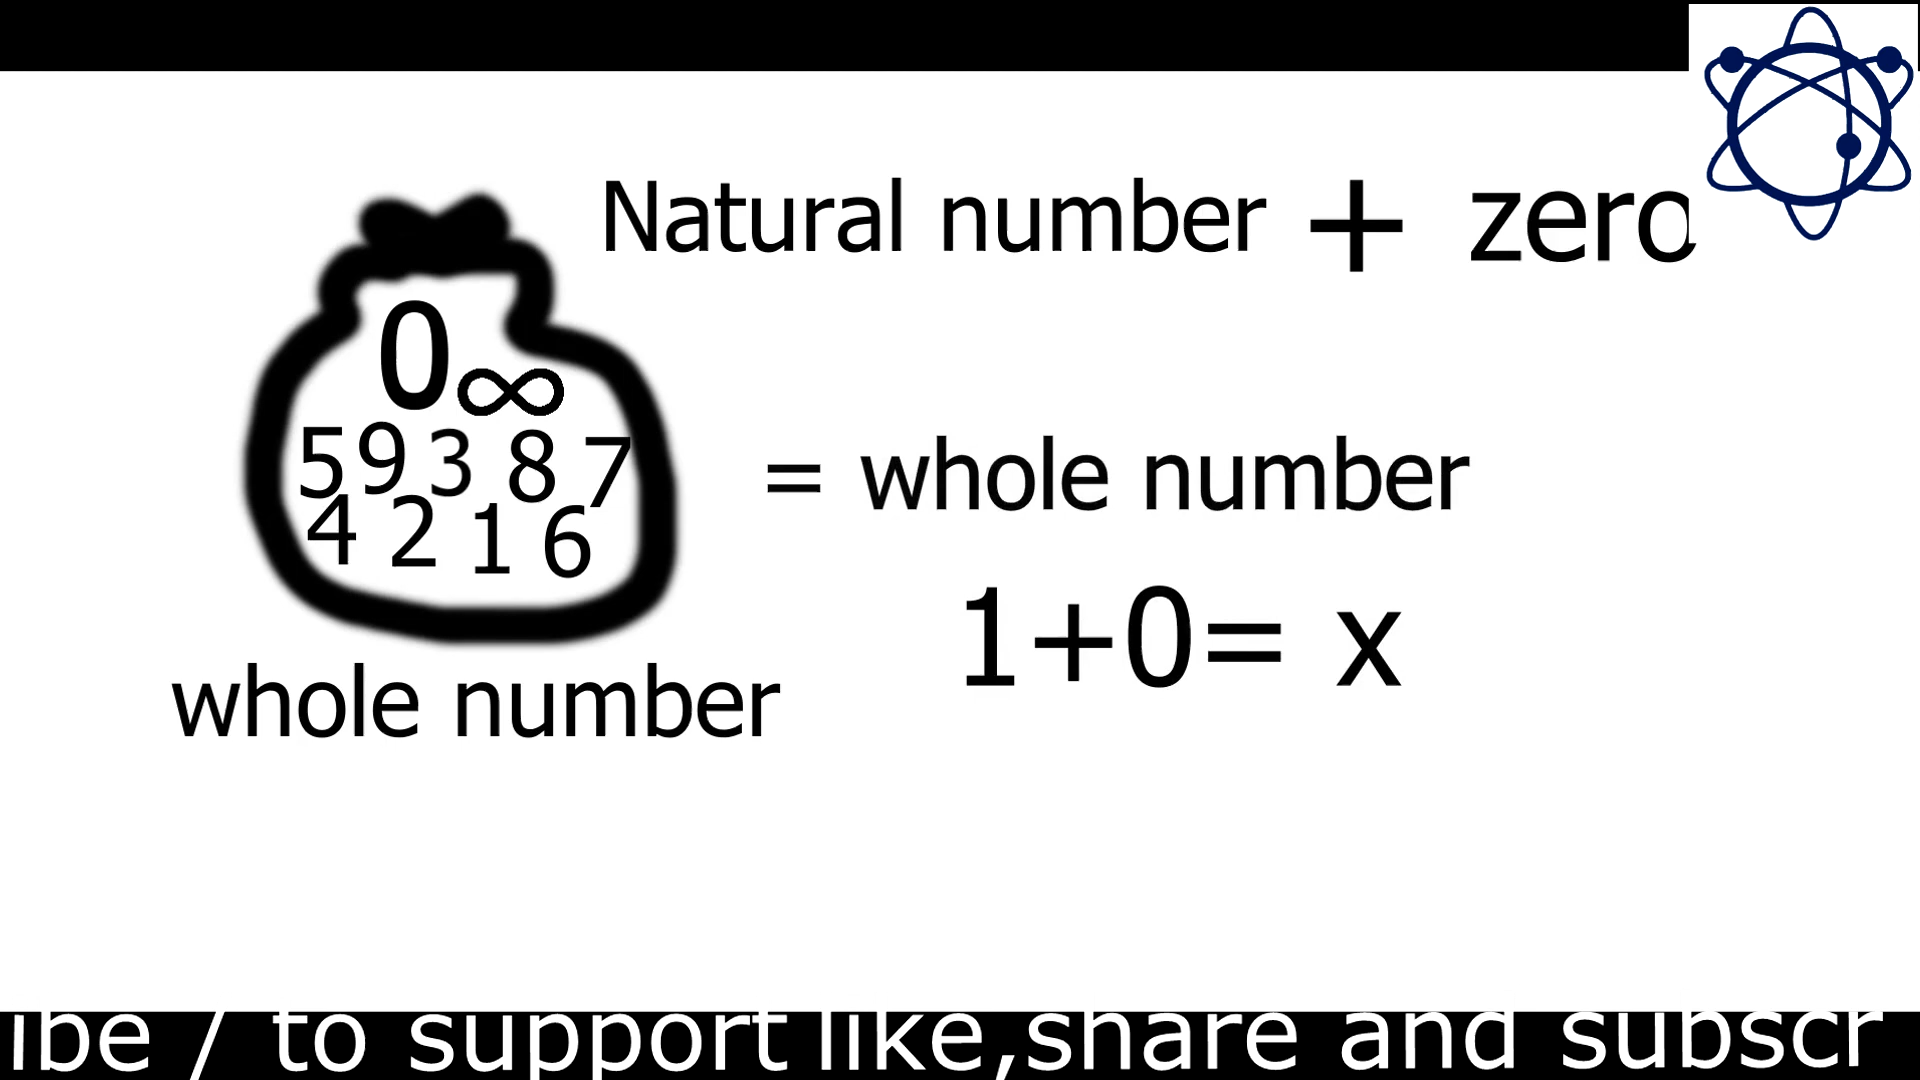 Natural number + zero
0∞
5 9 3 8 7
4 2 1 6
= whole number
1+0= x
whole number
ibe / to support like,share and subscr